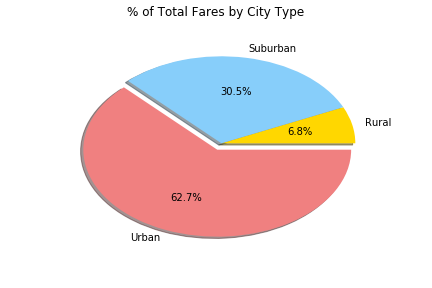 % of Total Fares by City Type
Suburban
30.5%
Rural
6.8%
62.7%
Urban